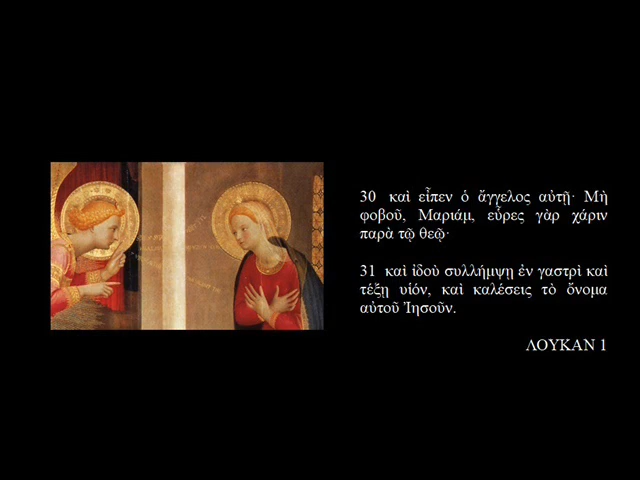 30 καὶ εἶπεν ὁ ἄγγελος αὐτῇ· Μὴ
φοβοῦ, Μαριάμ, εὗρες γὰρ χάριν
παρὰ τῷ θεῷ·
31 καὶ ἰδοὺ συλλήμψῃ ἐν γαστρὶ καὶ
τέξῃ υἱόν, καὶ καλέσεις τὸ ὄνομα
αὐτοῦ Ἰησοῦν.
ΛΟΥΚΑΝ 1